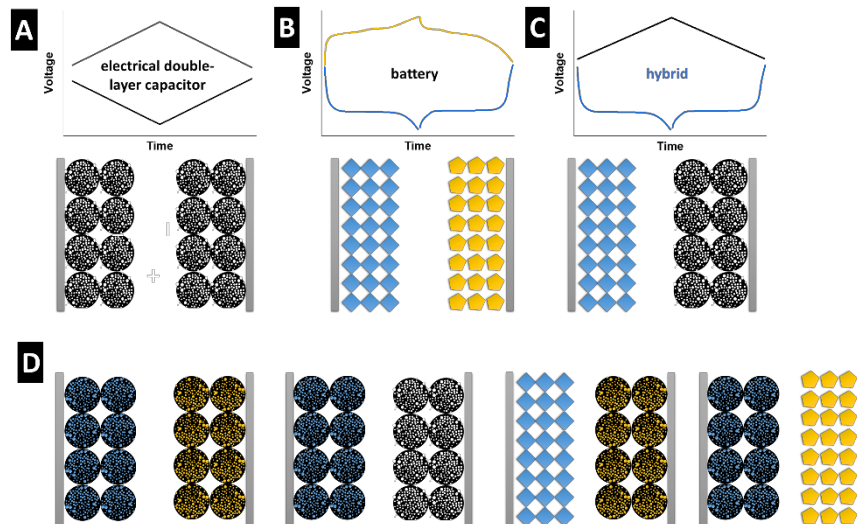 A
Voltage
electrical double-
layer capacitor
Time
B
Voltage
battery
Time
C
Voltage
hybrid
Time
D